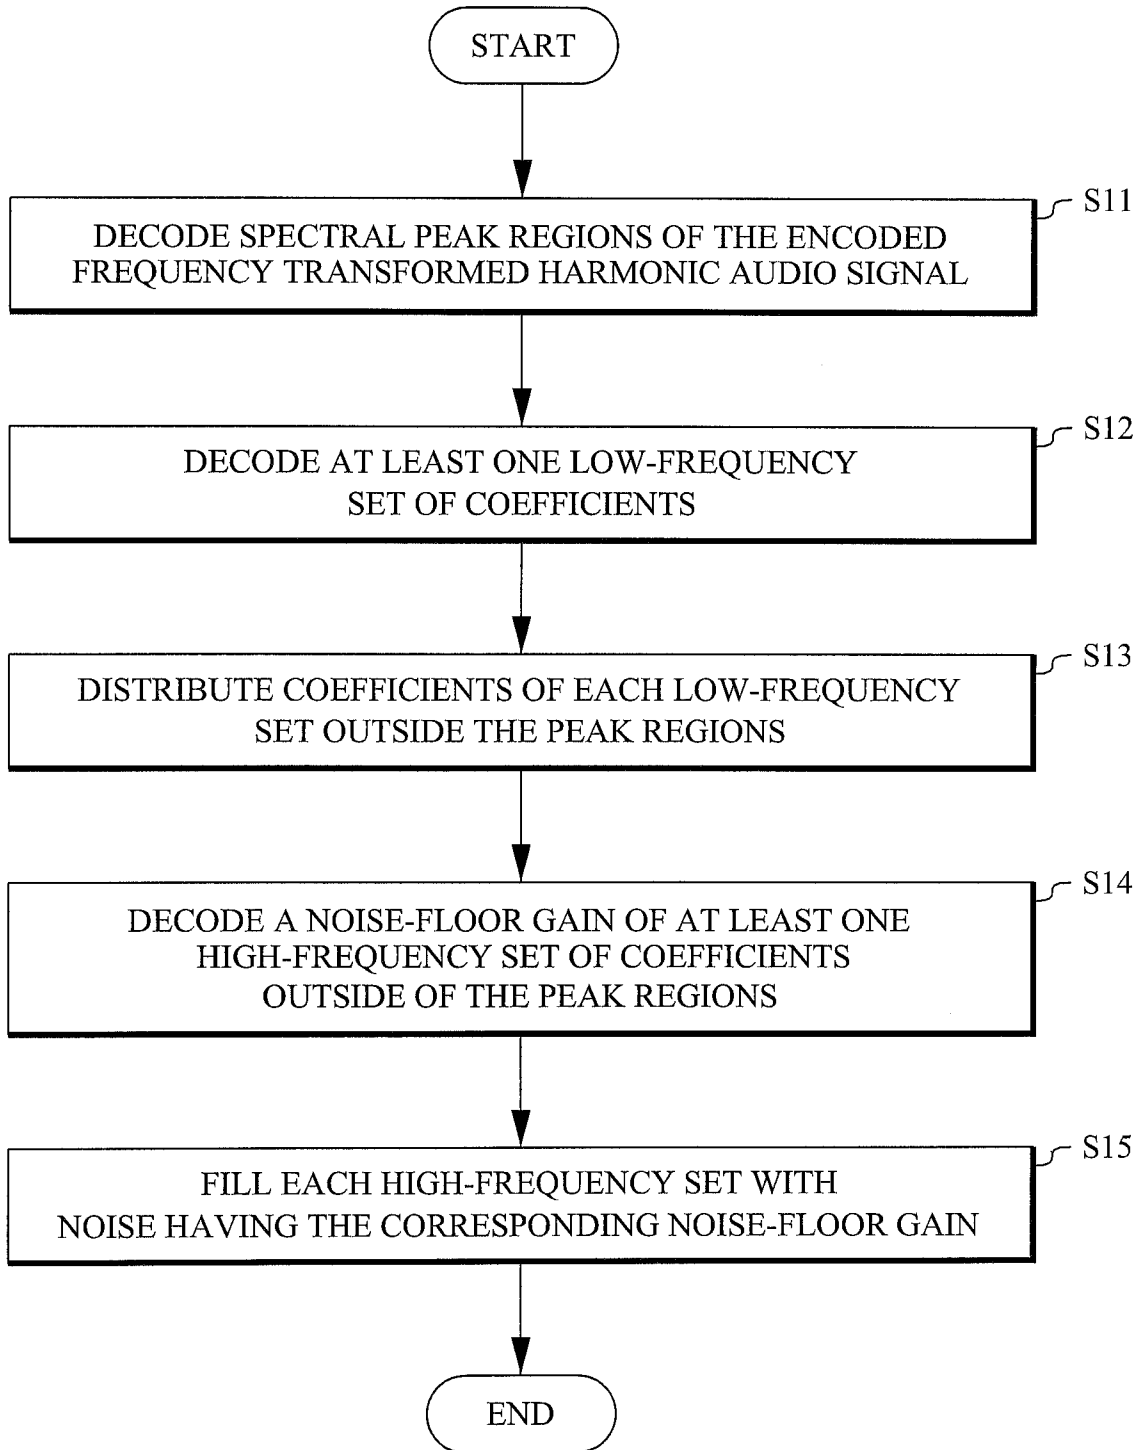 START
S11
DECODE SPECTRAL PEAK REGIONS OF THE ENCODED
FREQUENCY TRANSFORMED HARMONIC AUDIO SIGNAL
S12
DECODE AT LEAST ONE LOW-FREQUENCY
SET OF COEFFICIENTS
S13
DISTRIBUTE COEFFICIENTS OF EACH LOW-FREQUENCY
SET OUTSIDE THE PEAK REGIONS
S14
DECODE A NOISE-FLOOR GAIN OF AT LEAST ONE
HIGH-FREQUENCY SET OF COEFFICIENTS
OUTSIDE OF THE PEAK REGIONS
S15
FILL EACH HIGH-FREQUENCY SET WITH
NOISE HAVING THE CORRESPONDING NOISE-FLOOR GAIN
END